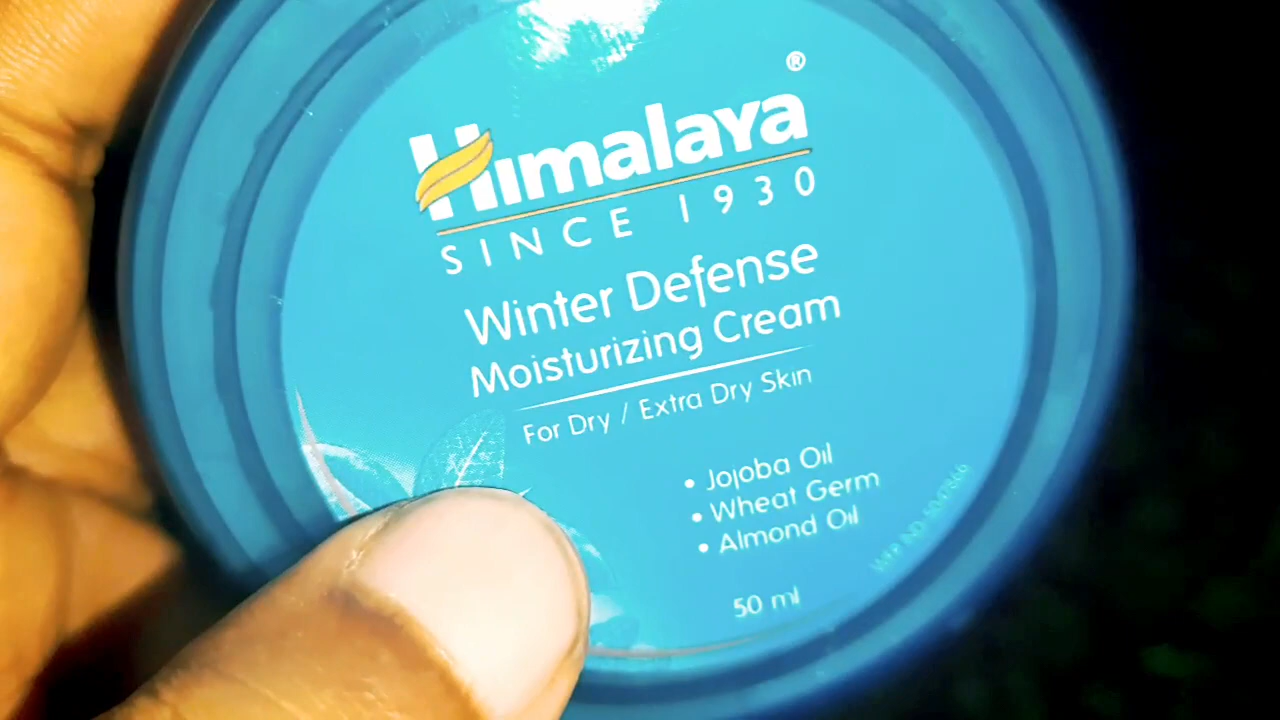 Himalaya®
SINCE 1930
Winter Defense
Moisturizing Cream
For Dry / Extra Dry Skin
• Jojoba Oil
• Wheat Germ
• Almond Oil
50 ml